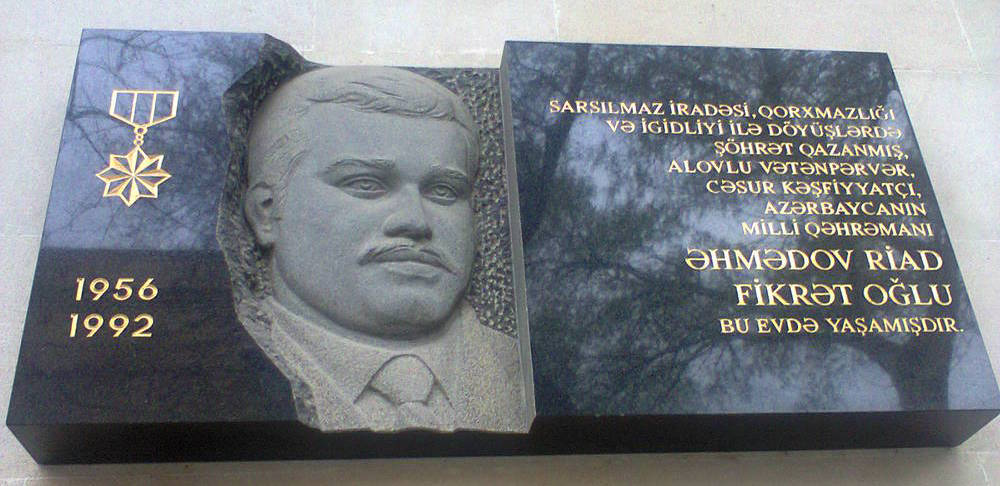 1956
1992
SARSILMAZ İRADƏSİ, QORXMAZLIĞI
VƏ İGİDLİYİ İLƏ DÖYÜŞLƏRDƏ
ŞÖHRƏT QAZANMIŞ,
ALOVLU VƏTƏNPƏRVƏR,
CƏSUR KƏŞFİYYATÇI,
AZƏRBAYCANIN
MİLLİ QƏHRƏMANI
ƏHMƏDOV RİAD
FİKRƏT OĞLU
BU EVDƏ YAŞAMIŞDIR.